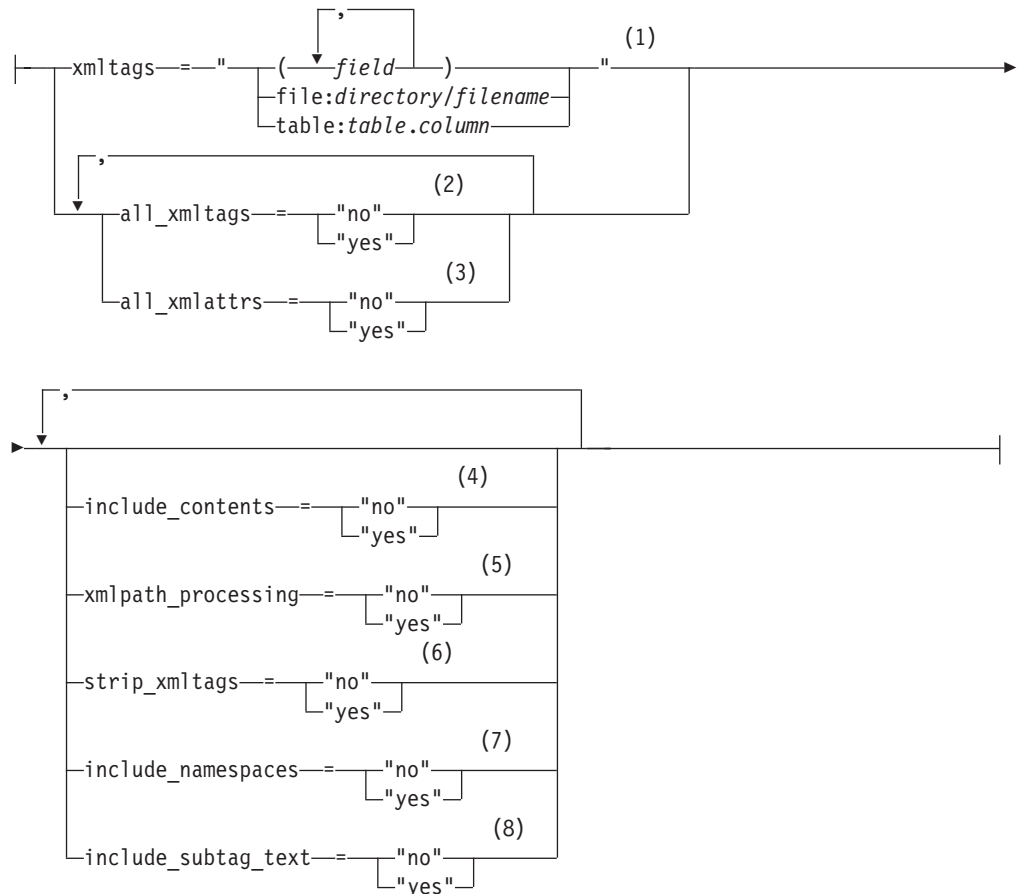 ,
(1)
xmltags = " ( field ) "
file:directory/filename
table:table.column
,
(2)
all_xmltags = "no"
"yes"
(3)
all_xmlattrs = "no"
"yes"
,
(4)
include_contents = "no"
"yes"
(5)
xmlpath_processing = "no"
"yes"
(6)
strip_xmltags = "no"
"yes"
(7)
include_namespaces = "no"
"yes"
(8)
include_subtag_text = "no"
"yes"